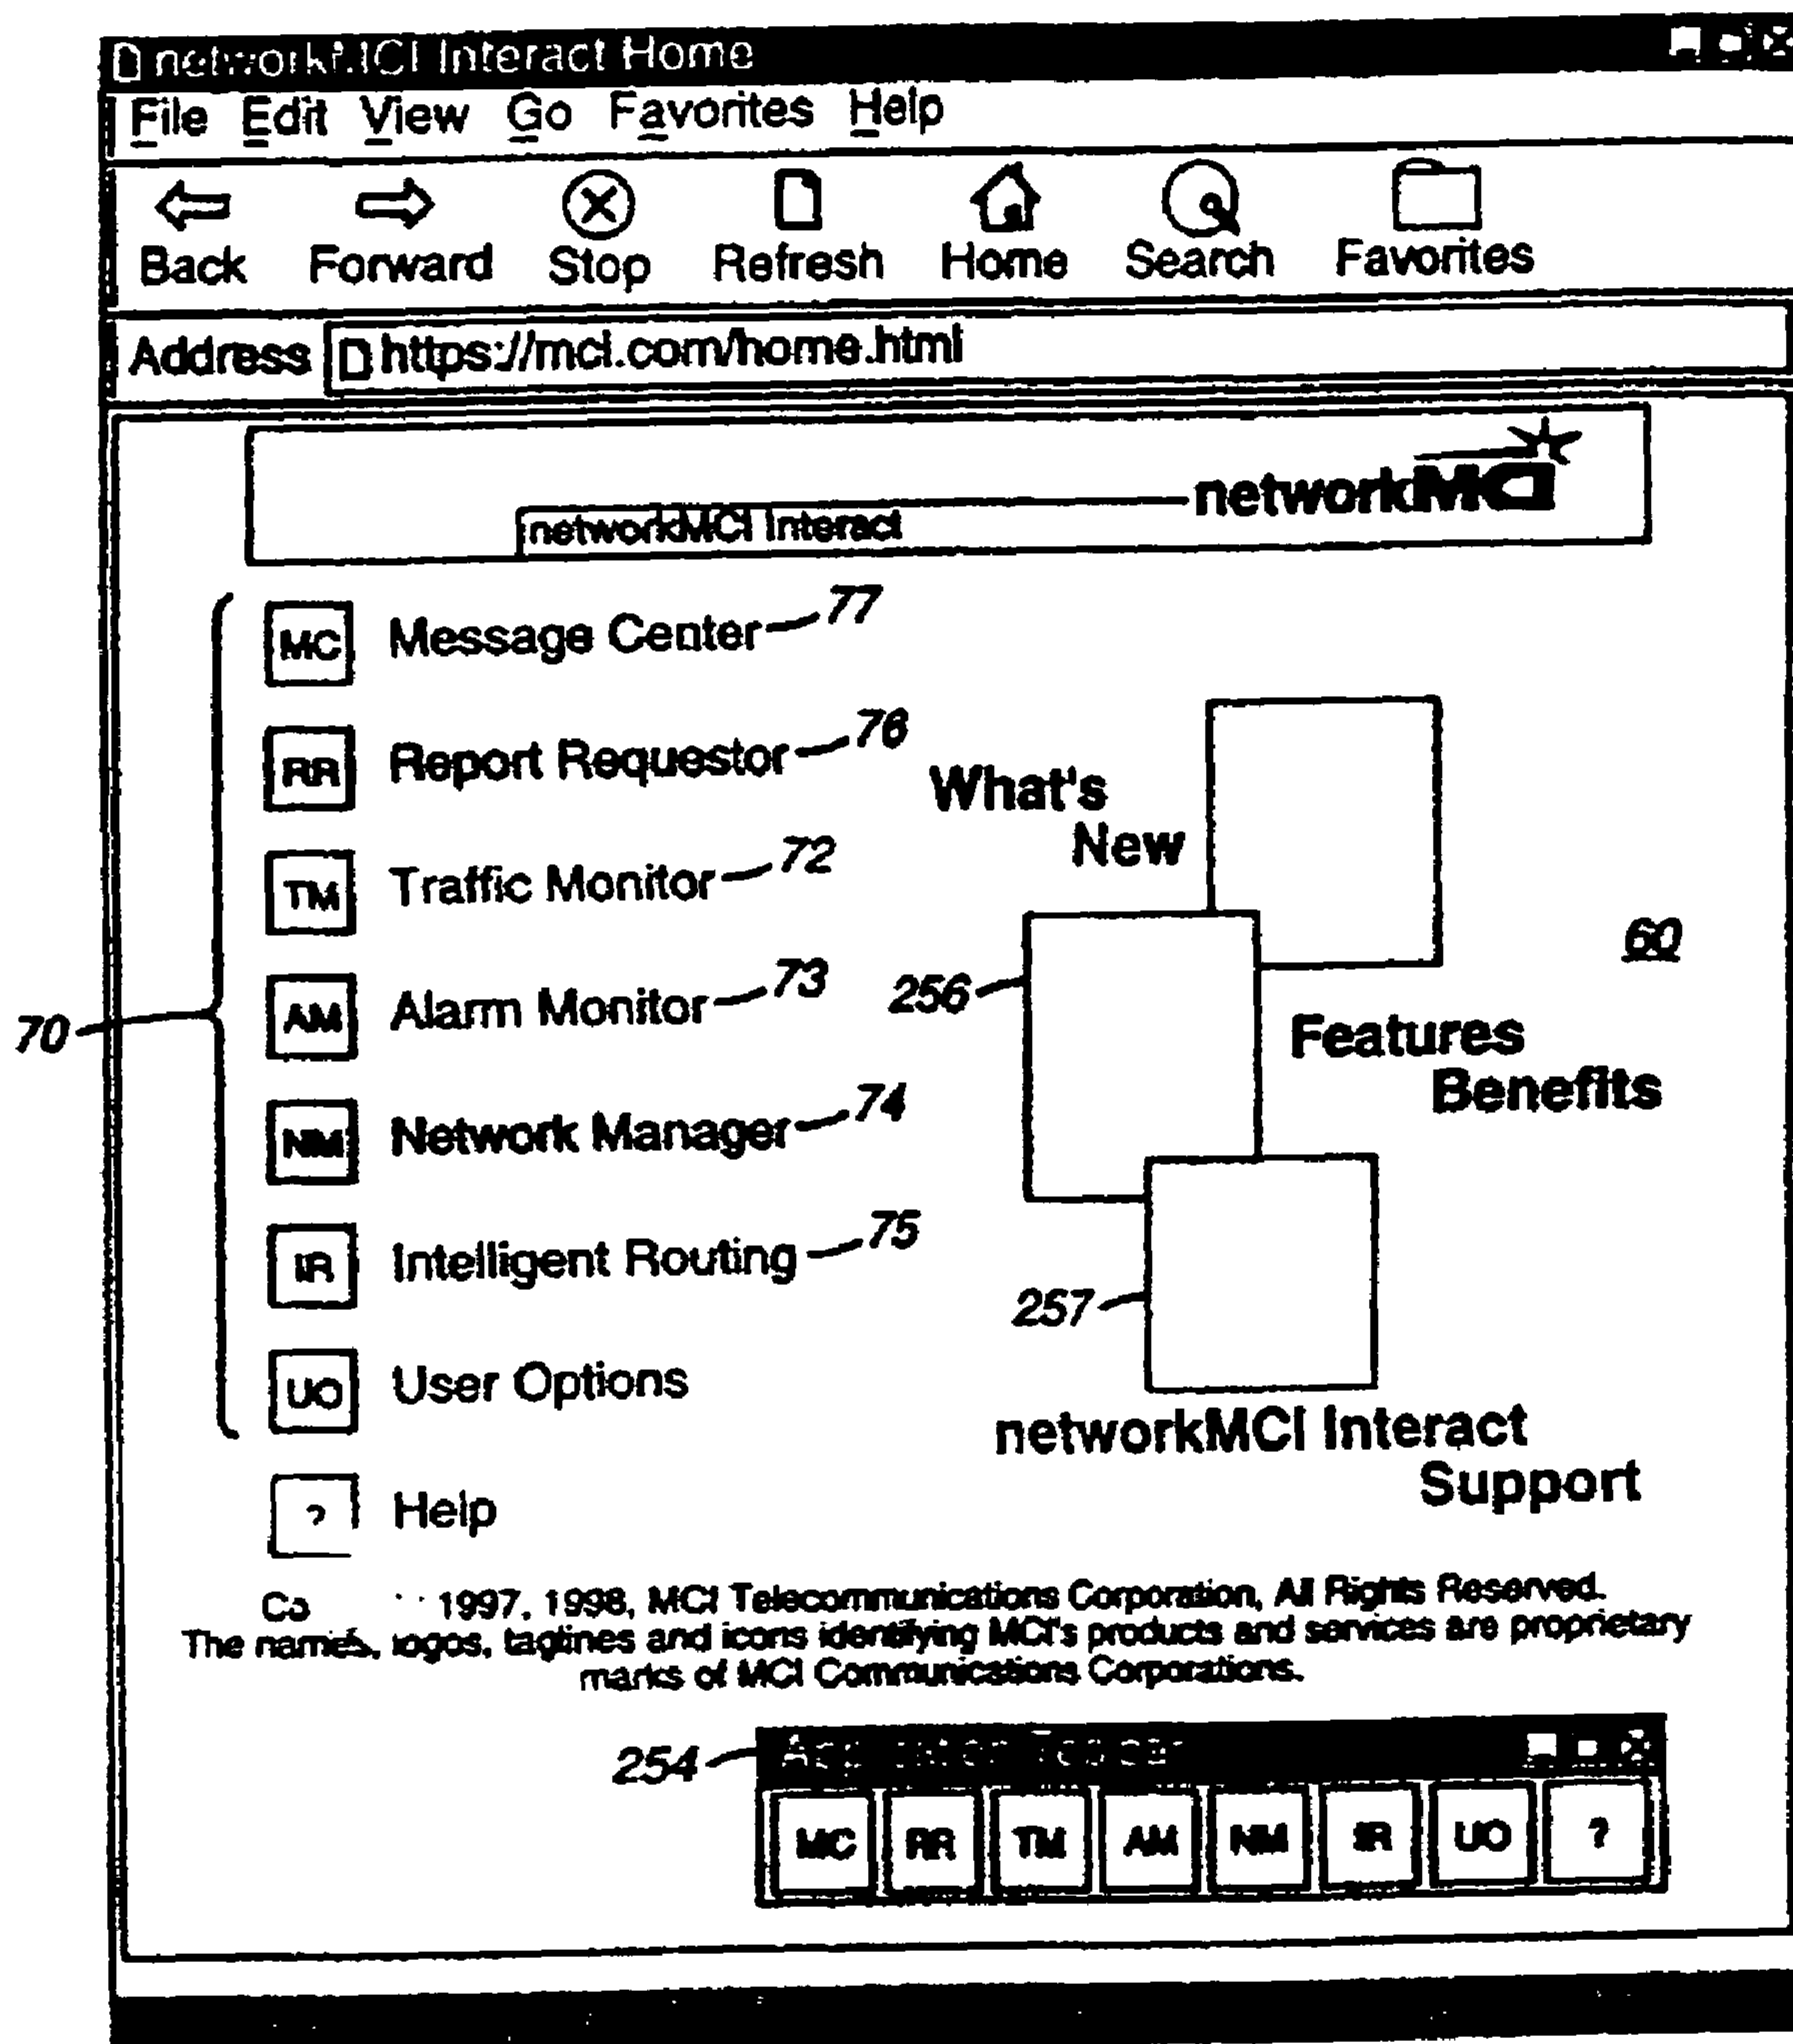 networkMCI Interact Home
File Edit View Go Favorites Help
Back Forward Stop Refresh Home Search Favorites
Address https://mci.com/home.html
networkMCI
networkMCI Interact
MC Message Center 77
RR Report Requestor 76
TM Traffic Monitor 72
AM Alarm Monitor 73
NM Network Manager 74
IR Intelligent Routing 75
UO User Options
? Help
70
What's
New
60
256
Features
Benefits
257
networkMCI Interact
Support
1997, 1998, MCI Telecommunications Corporation, All Rights Reserved.
The names, logos, taglines and icons identifying MCI's products and services are proprietary
marks of MCI Communications Corporations.
254
MC RR TM AM NM IR UO ?